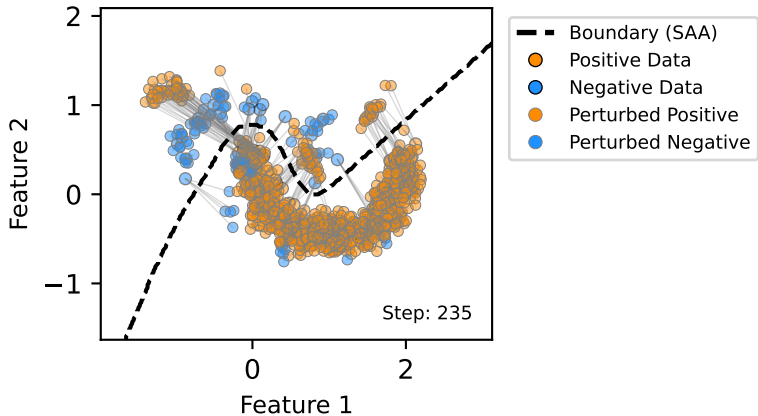 2
1
0
−1
Feature 2
0
2
Feature 1
Step: 235
Boundary (SAA)
Positive Data
Negative Data
Perturbed Positive
Perturbed Negative